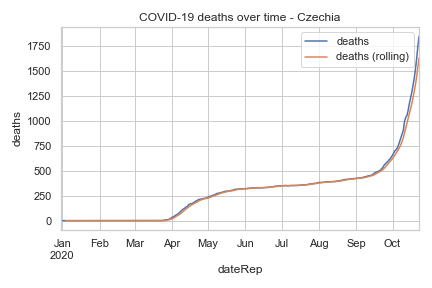 COVID-19 deaths over time - Czechia
deaths
deaths (rolling)
deaths
1750
1500
1250
1000
750
500
250
0
Jan Feb Mar Apr May Jun Jul Aug Sep Oct
2020
dateRep